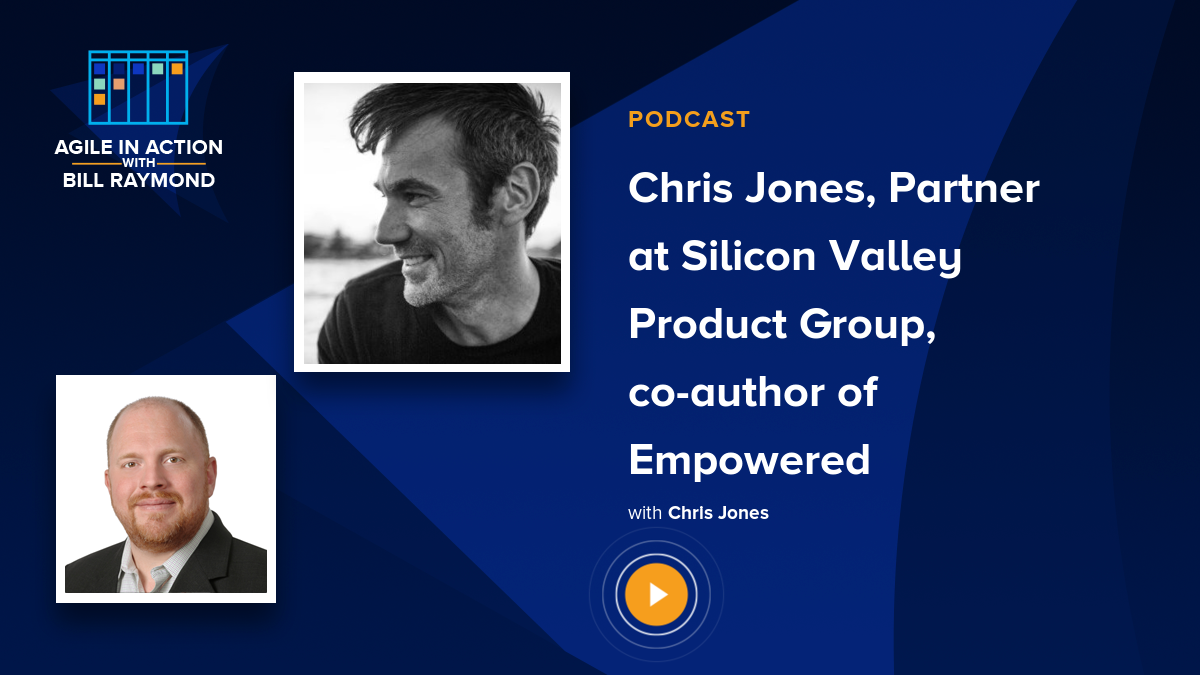 AGILE IN ACTION
WITH
BILL RAYMOND
PODCAST
Chris Jones, Partner
at Silicon Valley
Product Group,
co-author of
Empowered
with Chris Jones